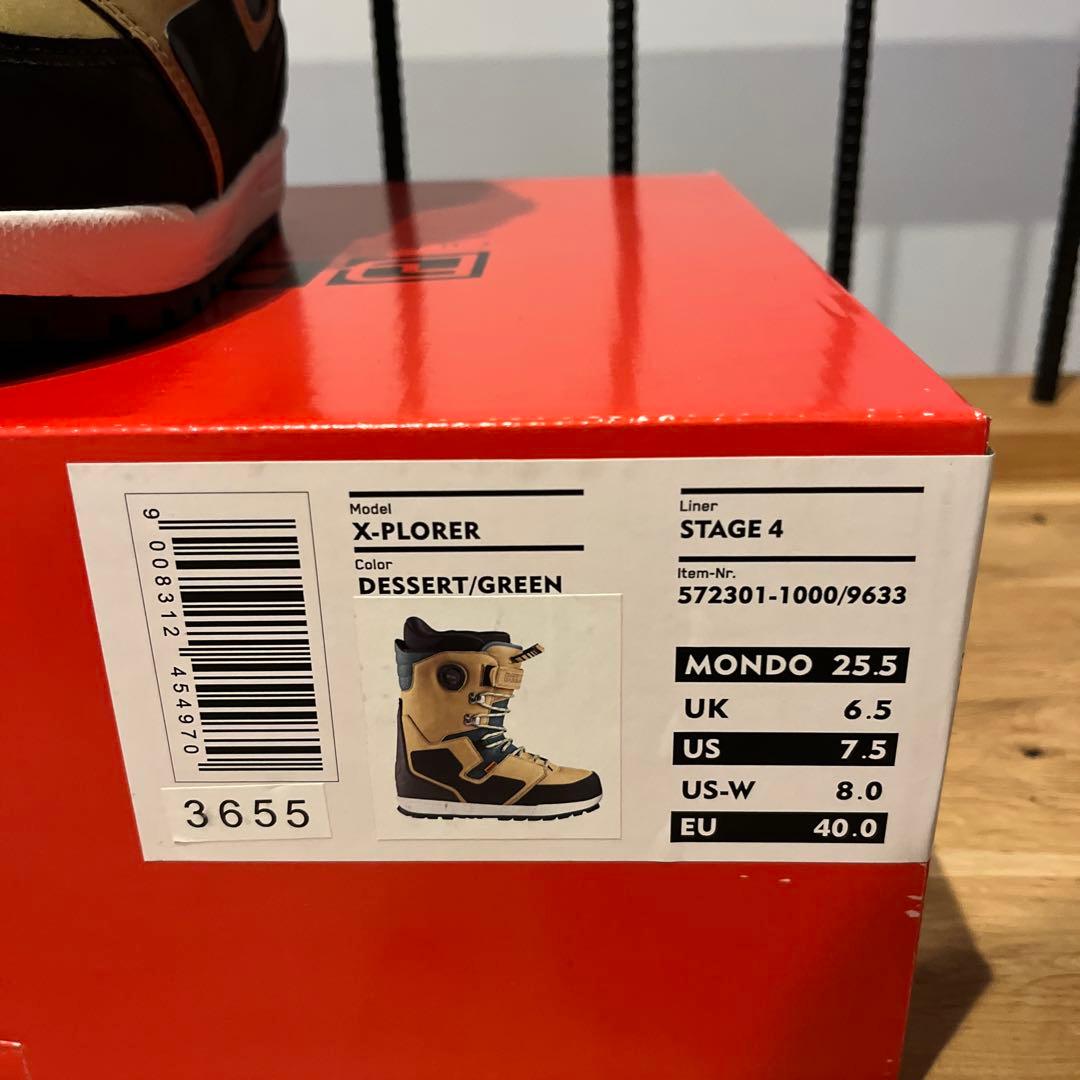 9 008312 454970
3655
Model
X-PLORER
Color
DESSERT/GREEN
Liner
STAGE 4
Item-Nr.
572301-1000/9633
MONDO 25.5
UK 6.5
US 7.5
US-W 8.0
EU 40.0